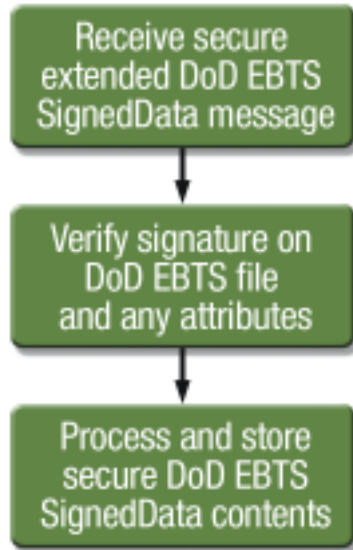 Receive secure
extended DoD EBTS
SignedData message
Verify signature on
DoD EBTS file
and any attributes
Process and store
secure DoD EBTS
SignedData contents